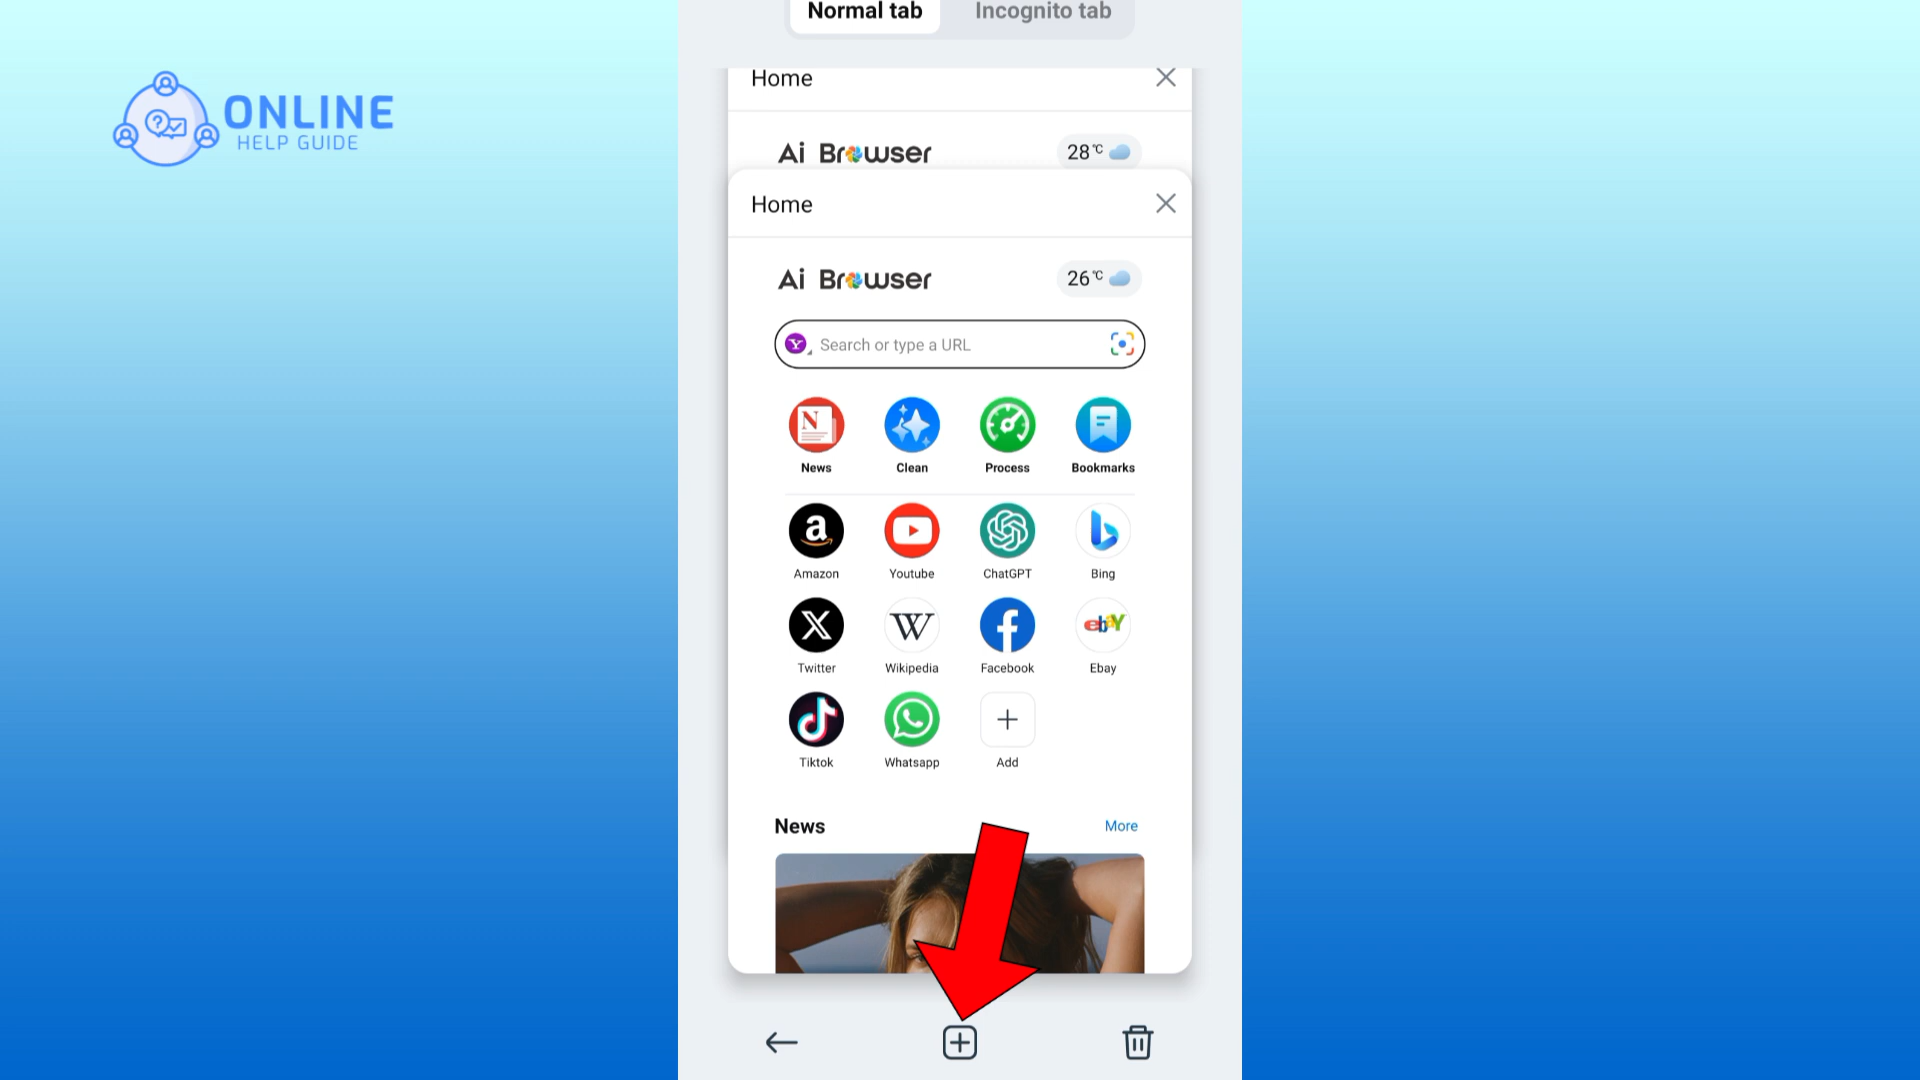 Normal tab Incognito tab
ONLINE
HELP GUIDE
Home
Ai Browser 28°C
Home
Ai Browser 26°C
Search or type a URL
News Clean Process Bookmarks
Amazon Youtube ChatGPT Bing
Twitter Wikipedia Facebook Ebay
Tiktok Whatsapp Add
News More